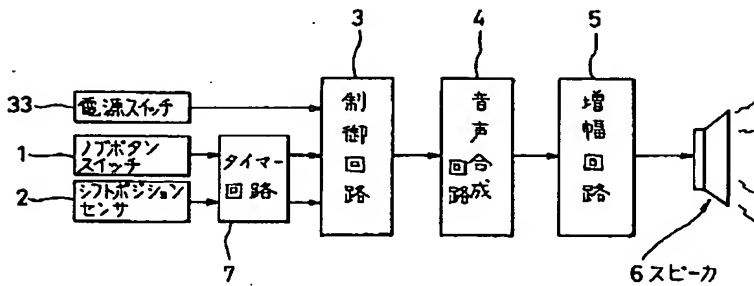 3
4
5
33
電源スイッチ
1
ノブボタン
スイッチ
2
シフトポジション
センサ
タイマー
回路
7
制御回路
音声合成
回路
増幅回路
6スピーカ